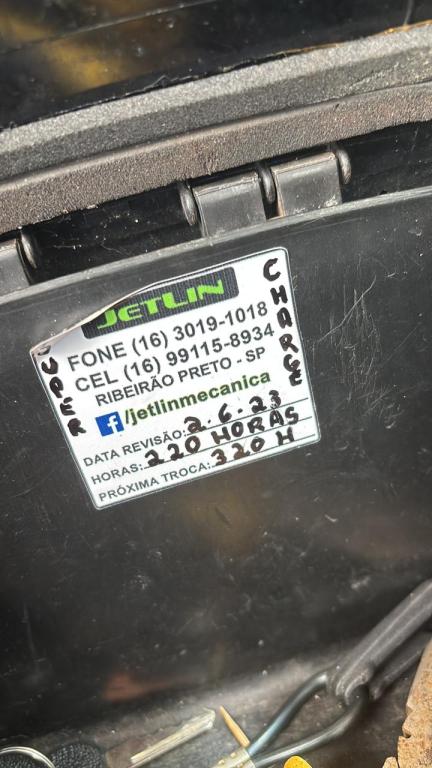 JETLIN
SUPER
CHARGE
FONE (16) 3019-1018
CEL (16) 99115-8934
RIBEIRÃO PRETO - SP
/jetlinmecanica
DATA REVISÃO: 2.6.23
HORAS: 220 HORAS
PRÓXIMA TROCA: 320 H